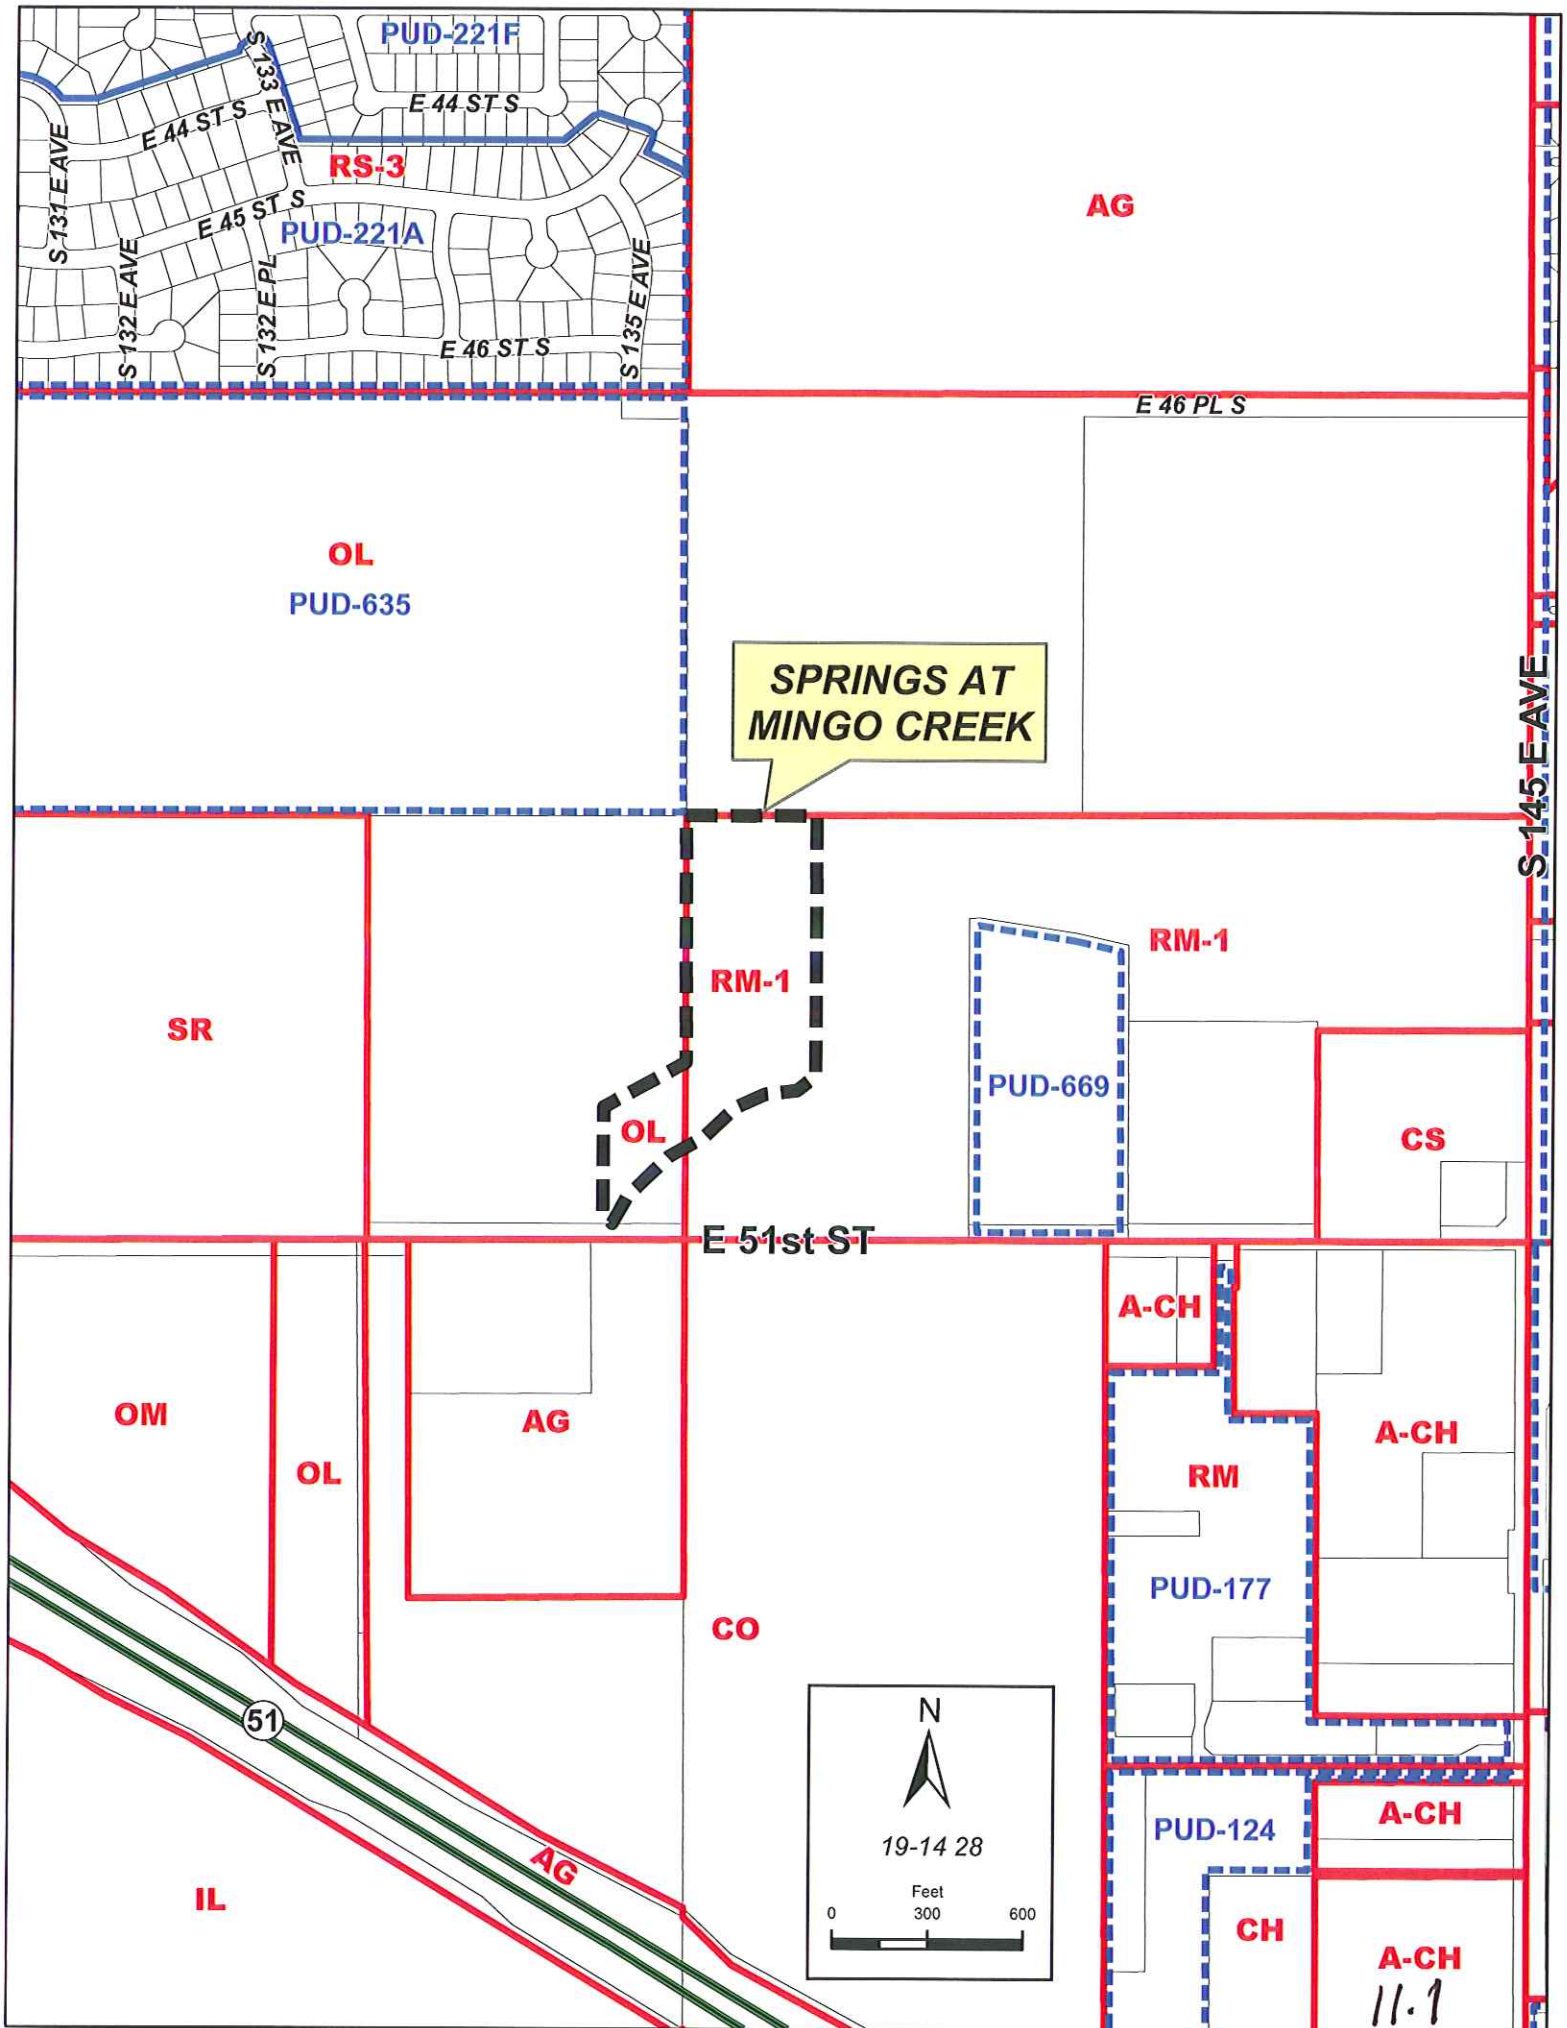 PUD-221F
S 133 E AVE
E 44 ST S
E 44 ST S
S 131 E AVE
RS-3
E 45 ST S
PUD-221A
AG
S 132 E AVE
S 132 E PL
S 135 E AVE
E 46 ST S
E 46 PL S
OL
PUD-635
SPRINGS AT
MINGO CREEK
S 145 E AVE
RM-1
RM-1
SR
PUD-669
OL
CS
E 51st ST
A-CH
OM
AG
A-CH
OL
RM
PUD-177
CO
51
N
19-14 28
Feet
0 300 600
AG
IL
PUD-124
A-CH
CH
A-CH
11.1